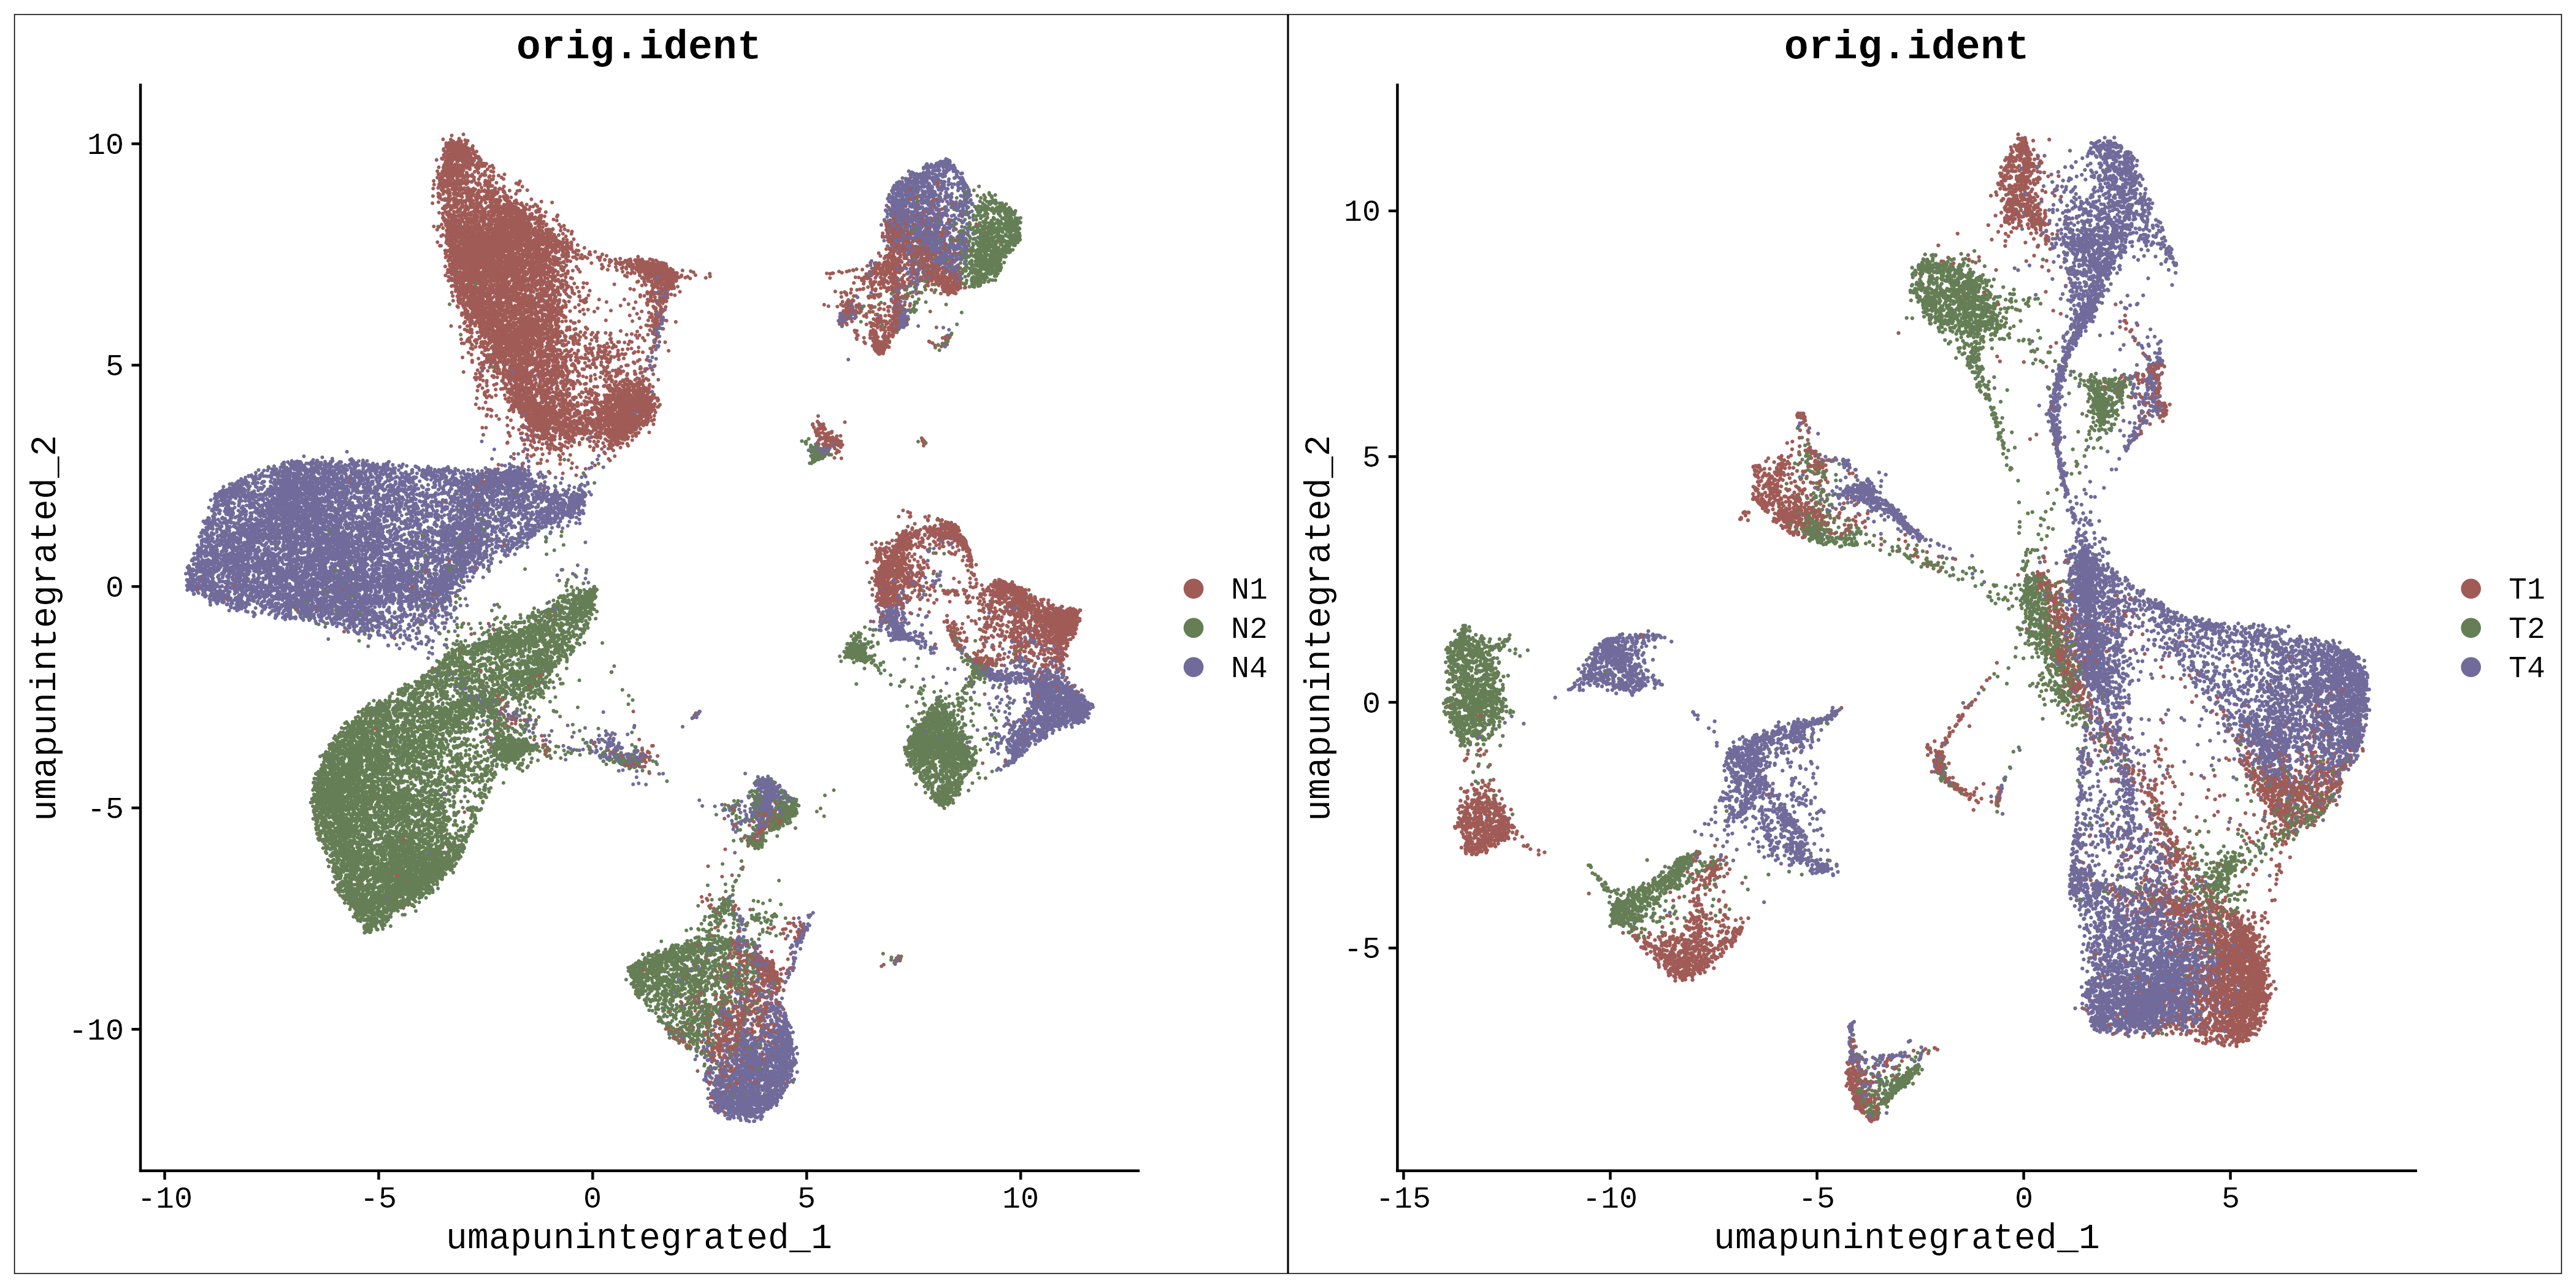 orig.ident
10
5
0
-5
-10
umapunintegrated_2
-10 -5 0 5 10
umapunintegrated_1
N1
N2
N4
orig.ident
10
5
0
-5
umapunintegrated_2
-15 -10 -5 0 5
umapunintegrated_1
T1
T2
T4